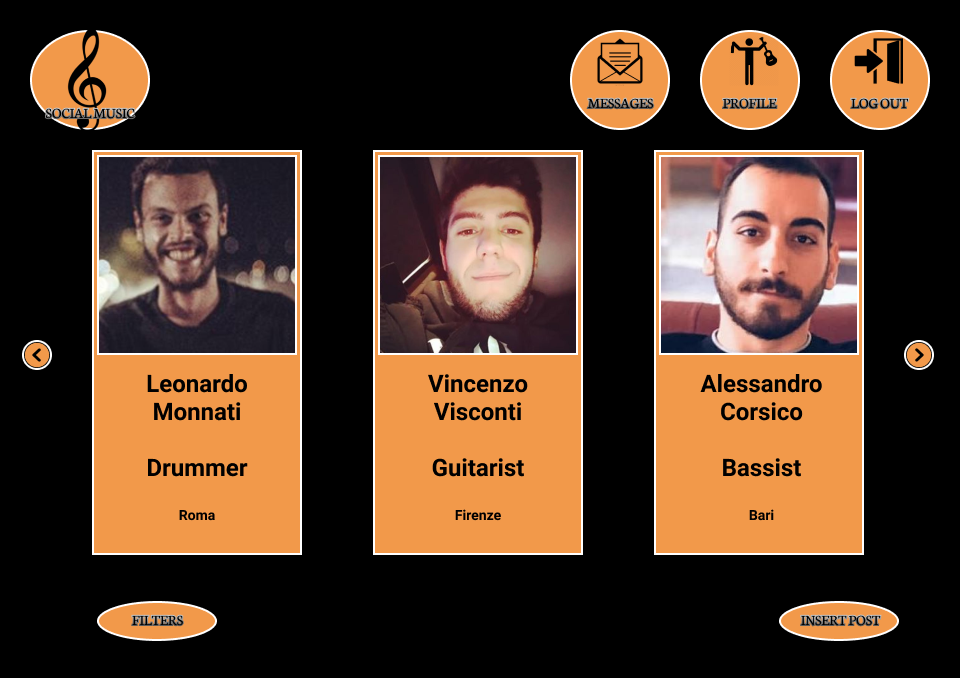 SOCIAL MUSIC
MESSAGES
PROFILE
LOG OUT
Leonardo
Monnati
Drummer
Roma
Vincenzo
Visconti
Guitarist
Firenze
Alessandro
Corsico
Bassist
Bari
FILTERS
INSERT POST